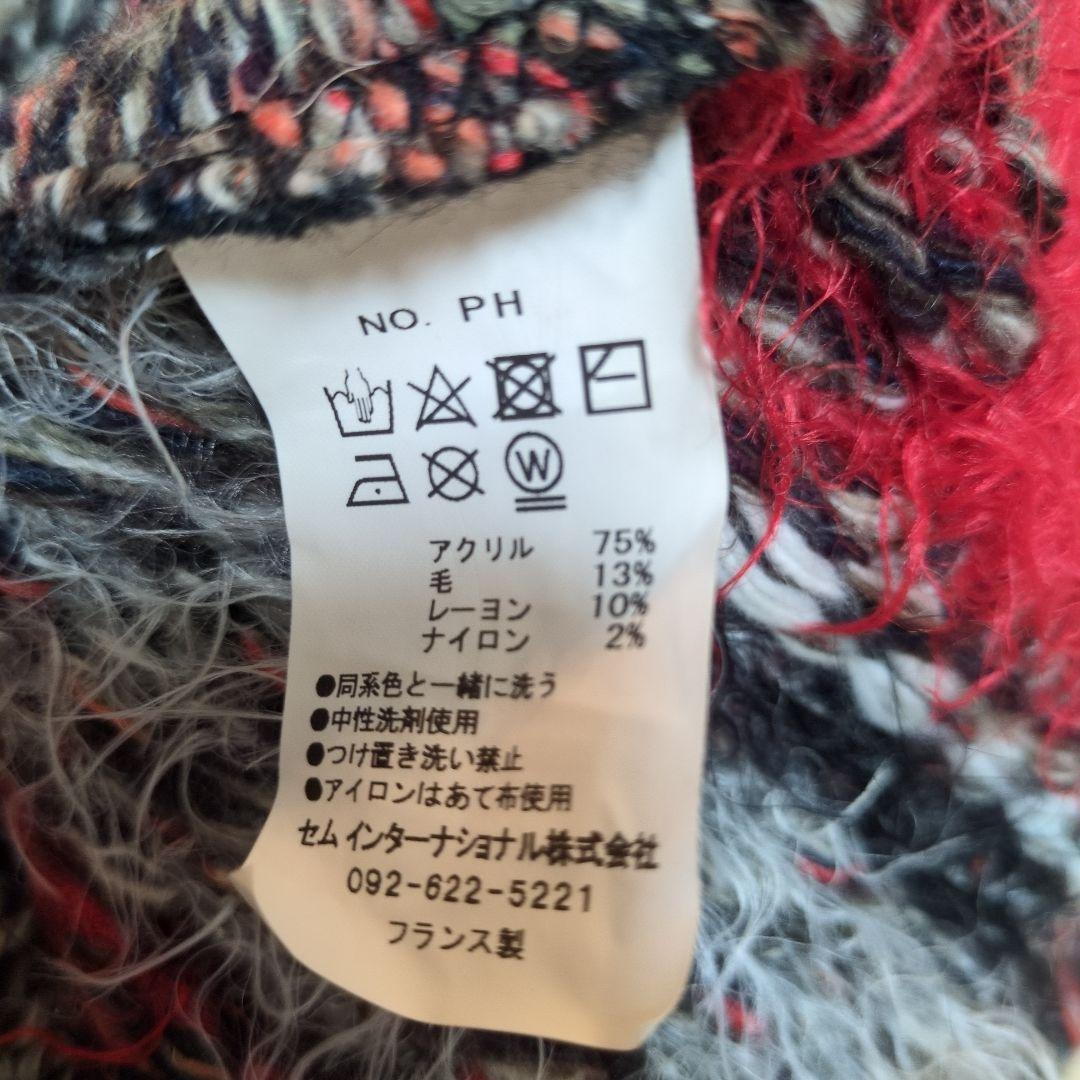 NO. PH
W
アクリル 75%
毛 13%
レーヨン 10%
ナイロン 2%
●同系色と一緒に洗う
●中性洗剤使用
●つけ置き洗い禁止
●アイロンはあて布使用
セムインターナショナル株式会社
092-622-5221
フランス製